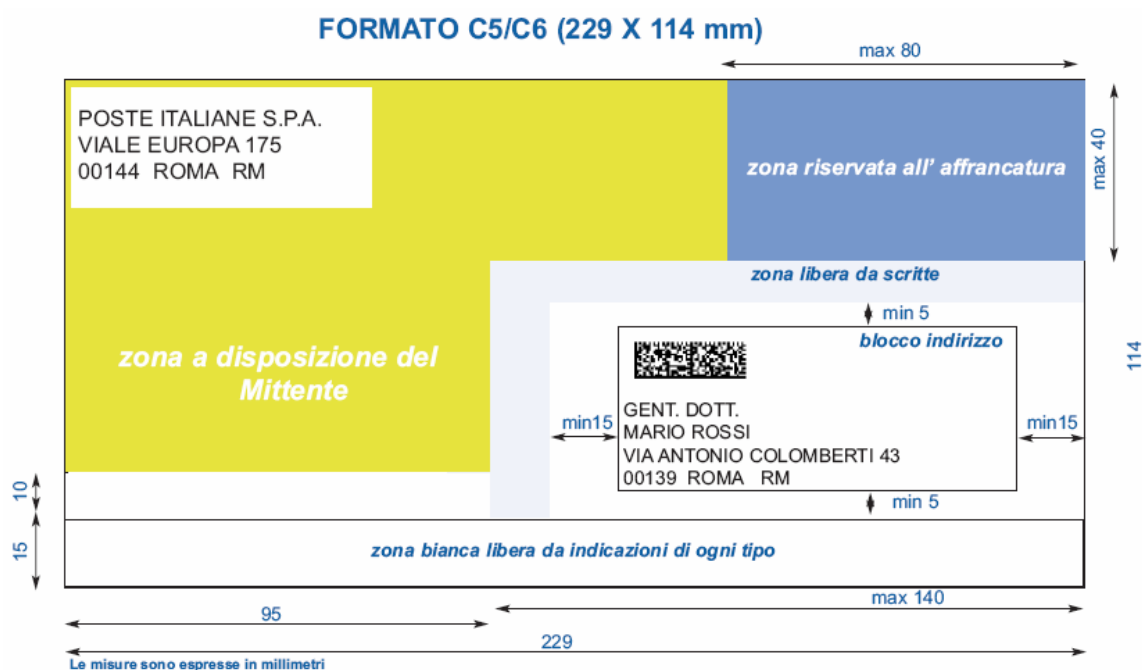 FORMATO C5/C6 (229 X 114 mm)
max 80
POSTE ITALIANE S.P.A.
VIALE EUROPA 175
00144 ROMA RM
zona riservata all' affrancatura
max 40
zona libera da scritte
min 5
blocco indirizzo
zona a disposizione del
Mittente
114
min15
GENT. DOTT.
MARIO ROSSI
VIA ANTONIO COLOMBERTI 43
00139 ROMA RM
min15
10
min 5
15
zona bianca libera da indicazioni di ogni tipo
95
max 140
229
Le misure sono espresse in millimetri